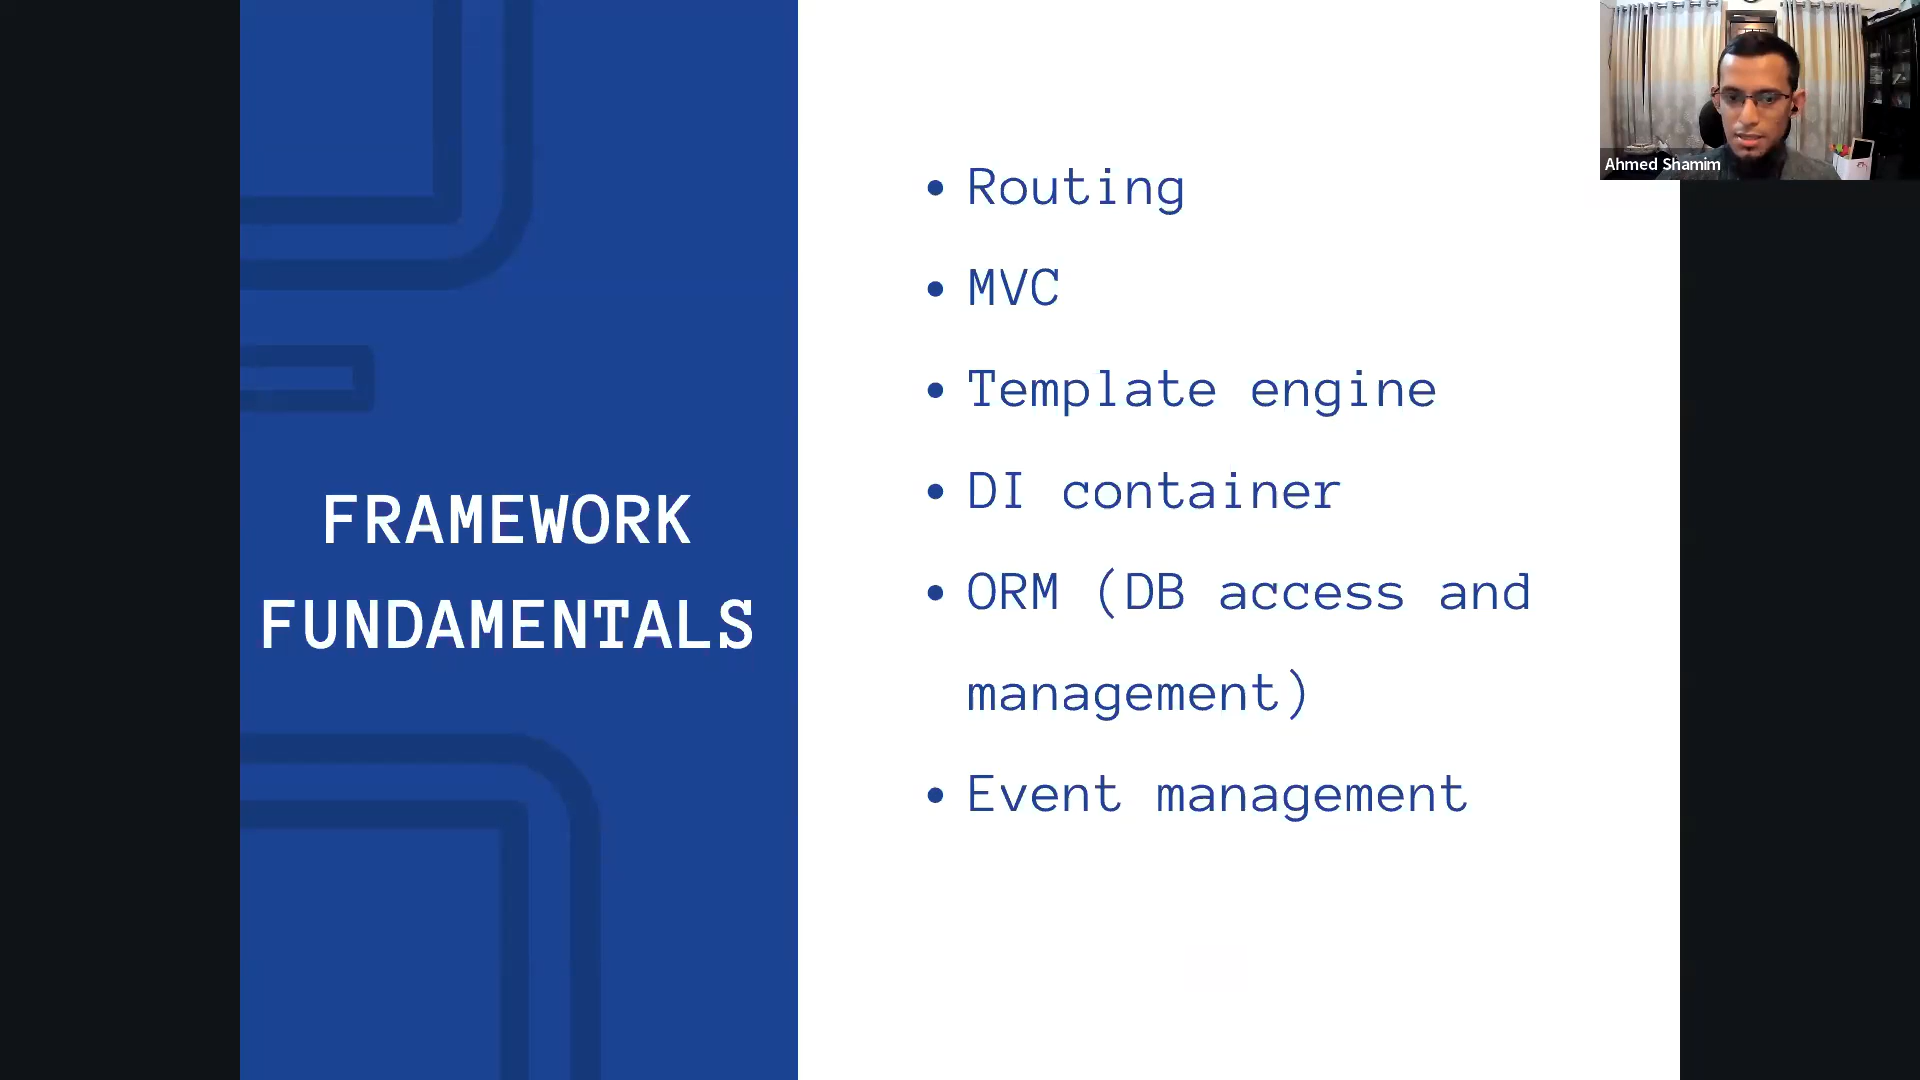 FRAMEWORK
FUNDAMENTALS
• Routing
• MVC
• Template engine
• DI container
• ORM (DB access and
management)
• Event management
Ahmed Shamim